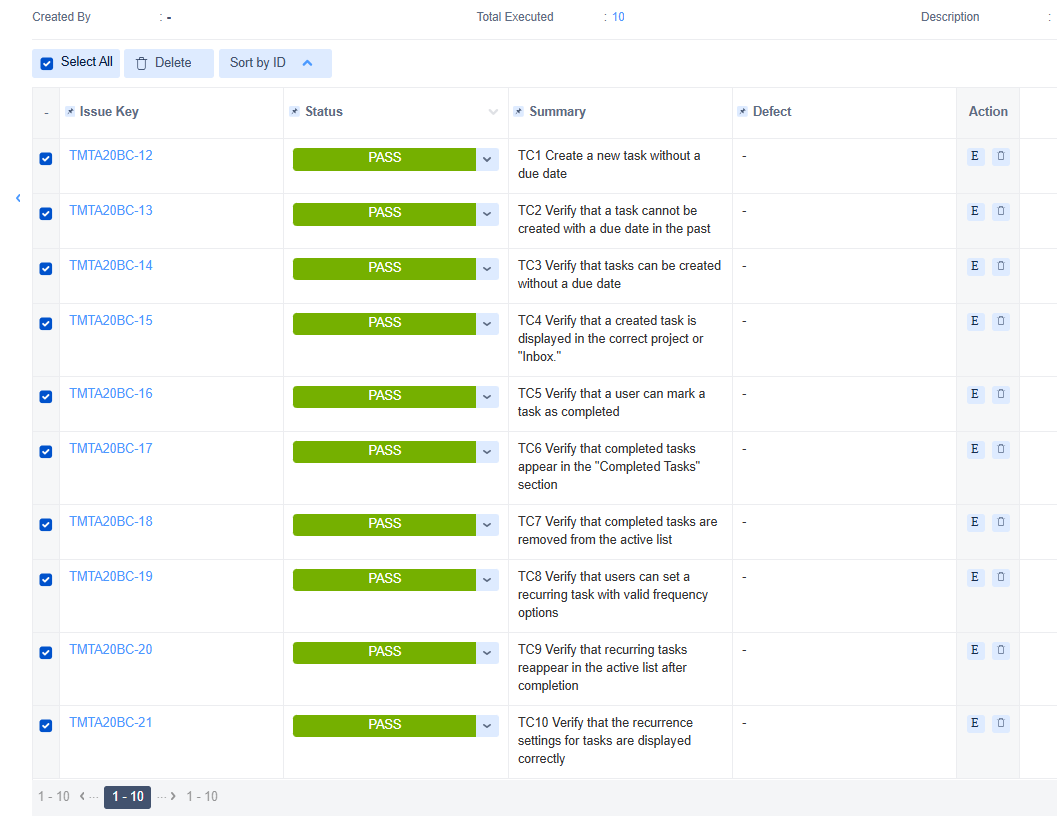 Created By : -
Total Executed : 10
Description :
Select All
Delete
Sort by ID
- Issue Key Status Summary Defect Action
TMTA20BC-12 PASS TC1 Create a new task without a - E
due date
TMTA20BC-13 PASS TC2 Verify that a task cannot be - E
created with a due date in the past
TMTA20BC-14 PASS TC3 Verify that tasks can be created - E
without a due date
TMTA20BC-15 PASS TC4 Verify that a created task is - E
displayed in the correct project or
"Inbox."
TMTA20BC-16 PASS TC5 Verify that a user can mark a - E
task as completed
TMTA20BC-17 PASS TC6 Verify that completed tasks - E
appear in the "Completed Tasks"
section
TMTA20BC-18 PASS TC7 Verify that completed tasks are - E
removed from the active list
TMTA20BC-19 PASS TC8 Verify that users can set a - E
recurring task with valid frequency
options
TMTA20BC-20 PASS TC9 Verify that recurring tasks - E
reappear in the active list after
completion
TMTA20BC-21 PASS TC10 Verify that the recurrence - E
settings for tasks are displayed
correctly
1 - 10 ... 1 - 10 ... 1 - 10